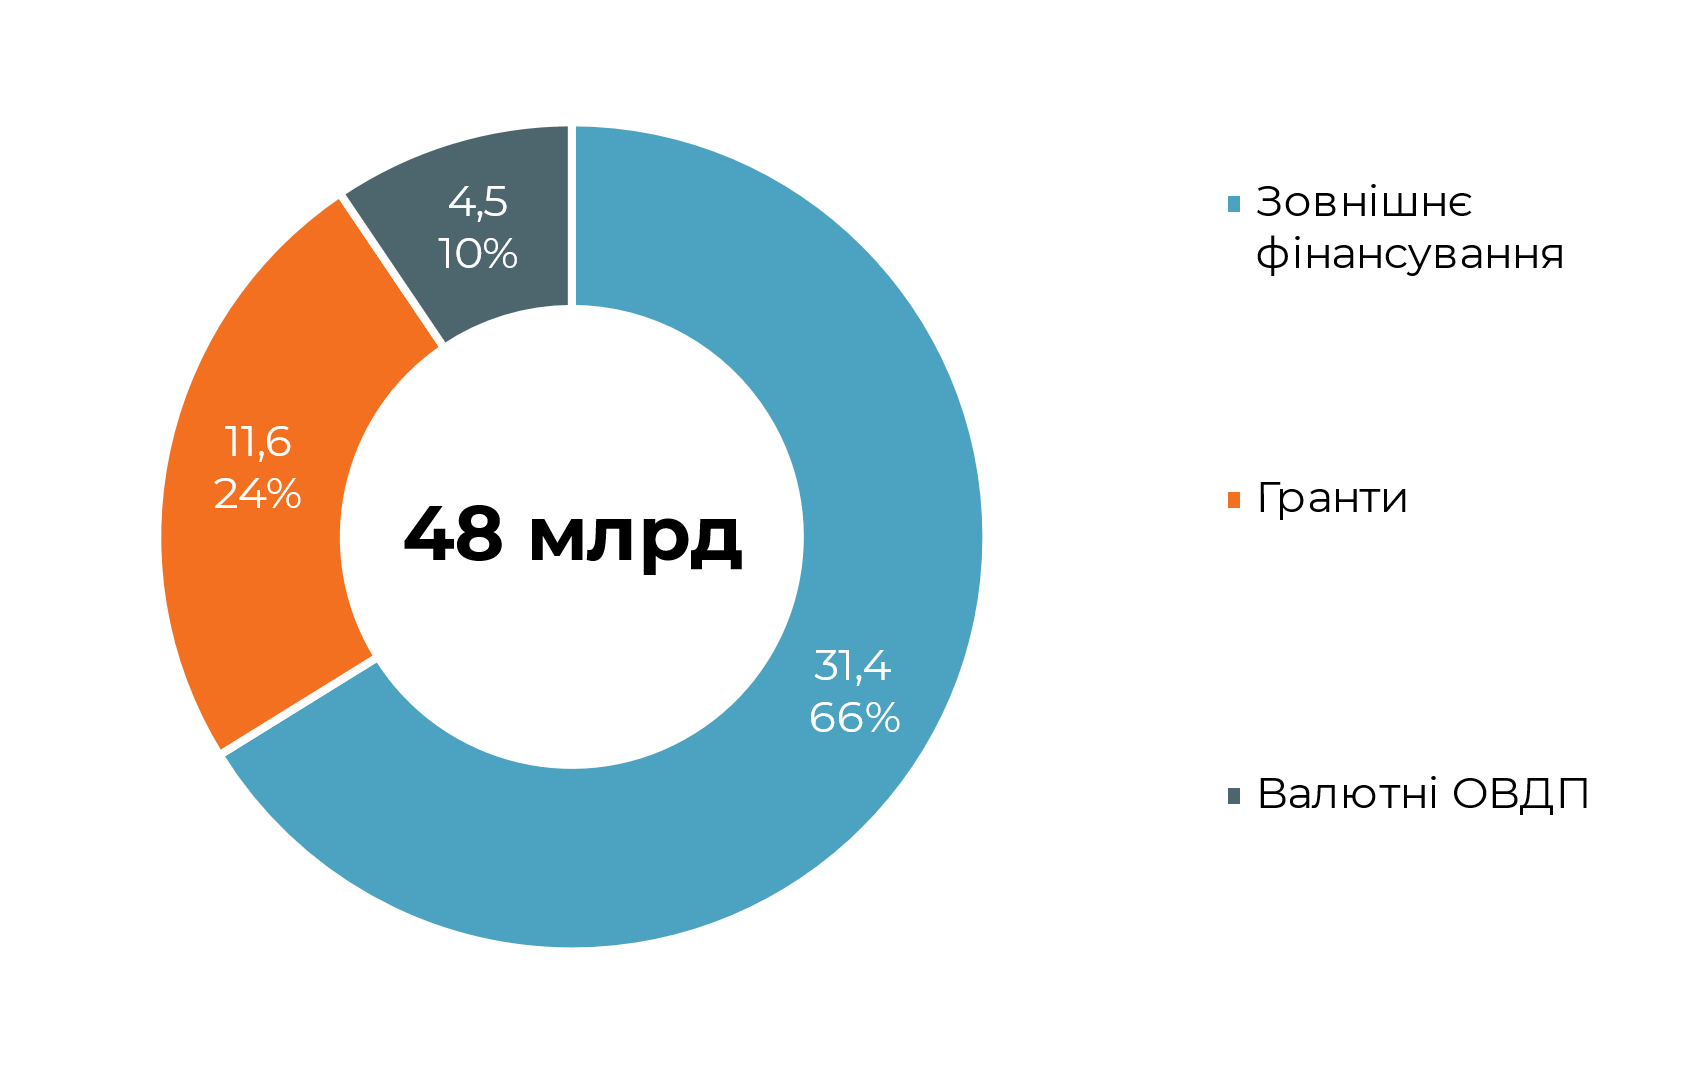 4,5
10%
11,6
24%
48 млрд
31,4
66%
Зовнішнє
фінансування
Гранти
Валютні ОВДП